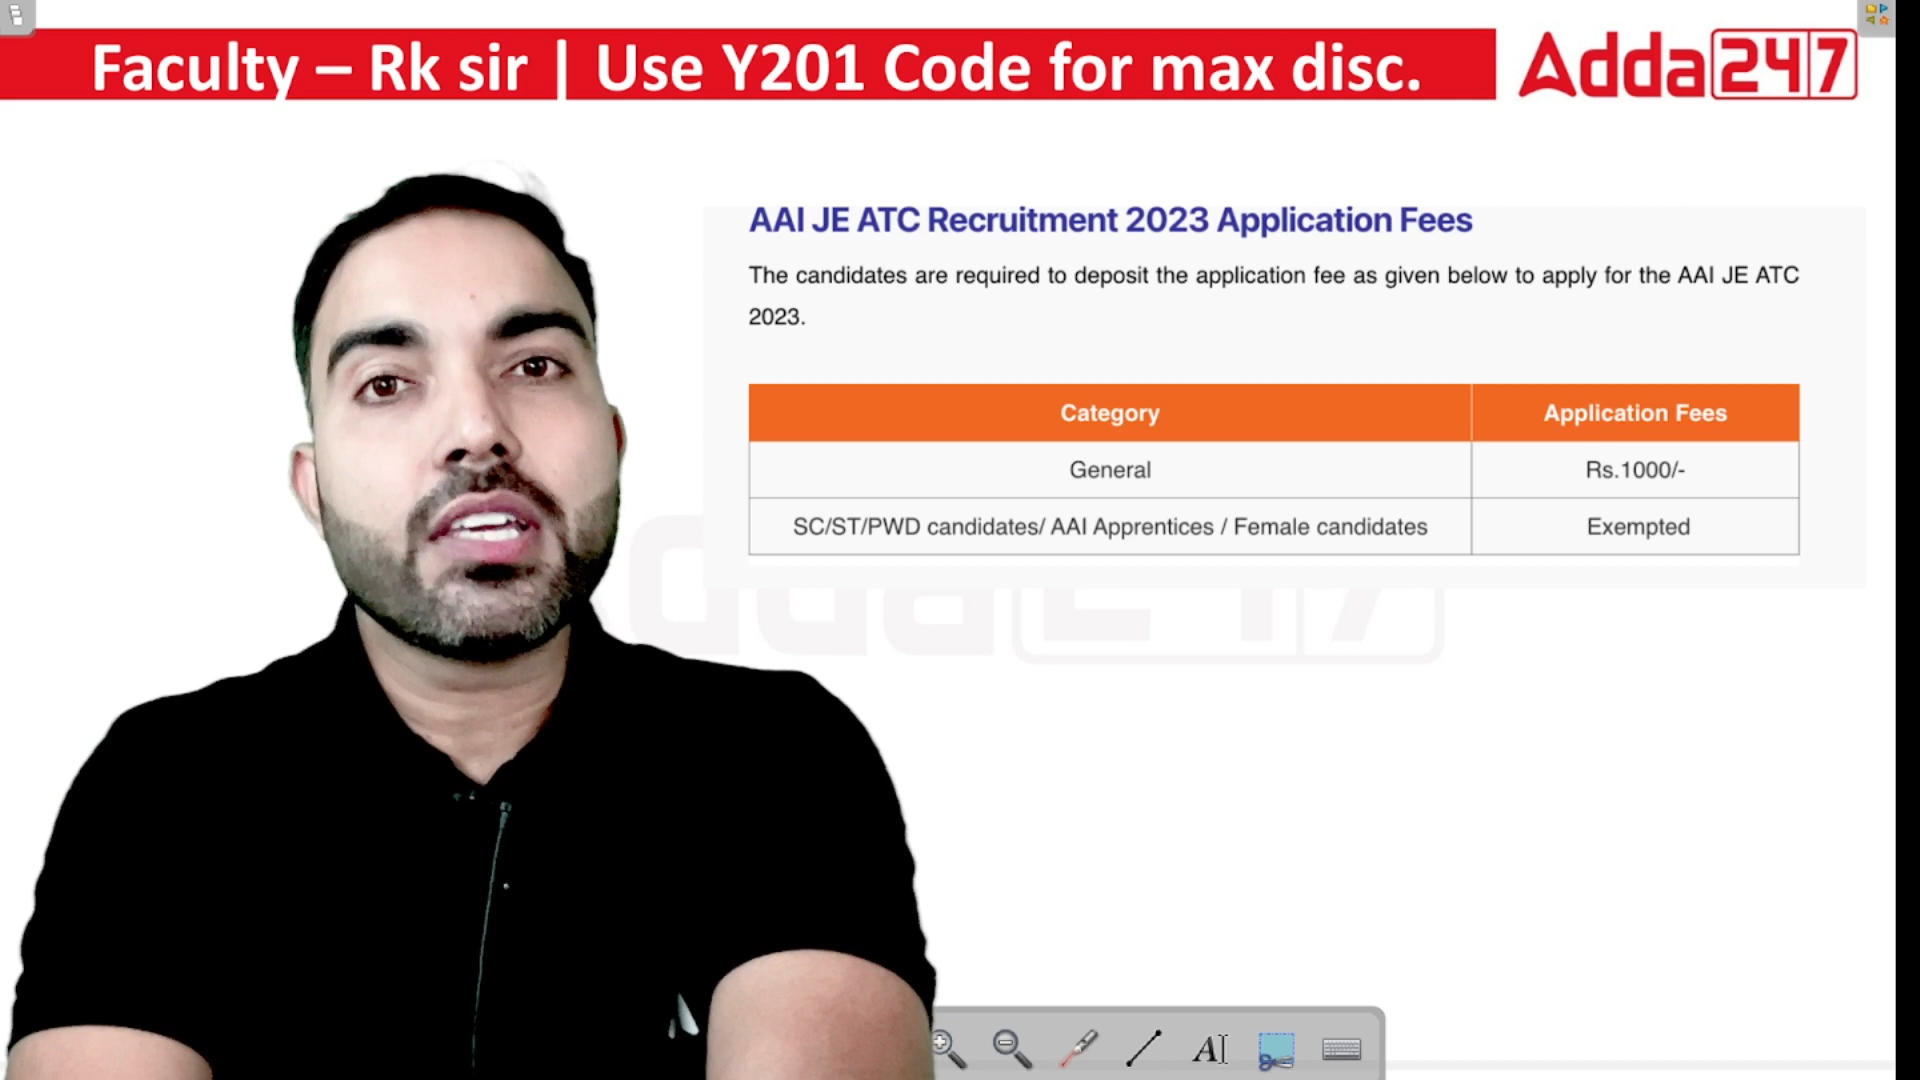 Faculty – Rk sir | Use Y201 Code for max disc.
Adda247
AAI JE ATC Recruitment 2023 Application Fees
The candidates are required to deposit the application fee as given below to apply for the AAI JE ATC
2023.
Category Application Fees
General Rs.1000/-
SC/ST/PWD candidates/ AAI Apprentices / Female candidates Exempted
Adda247
A